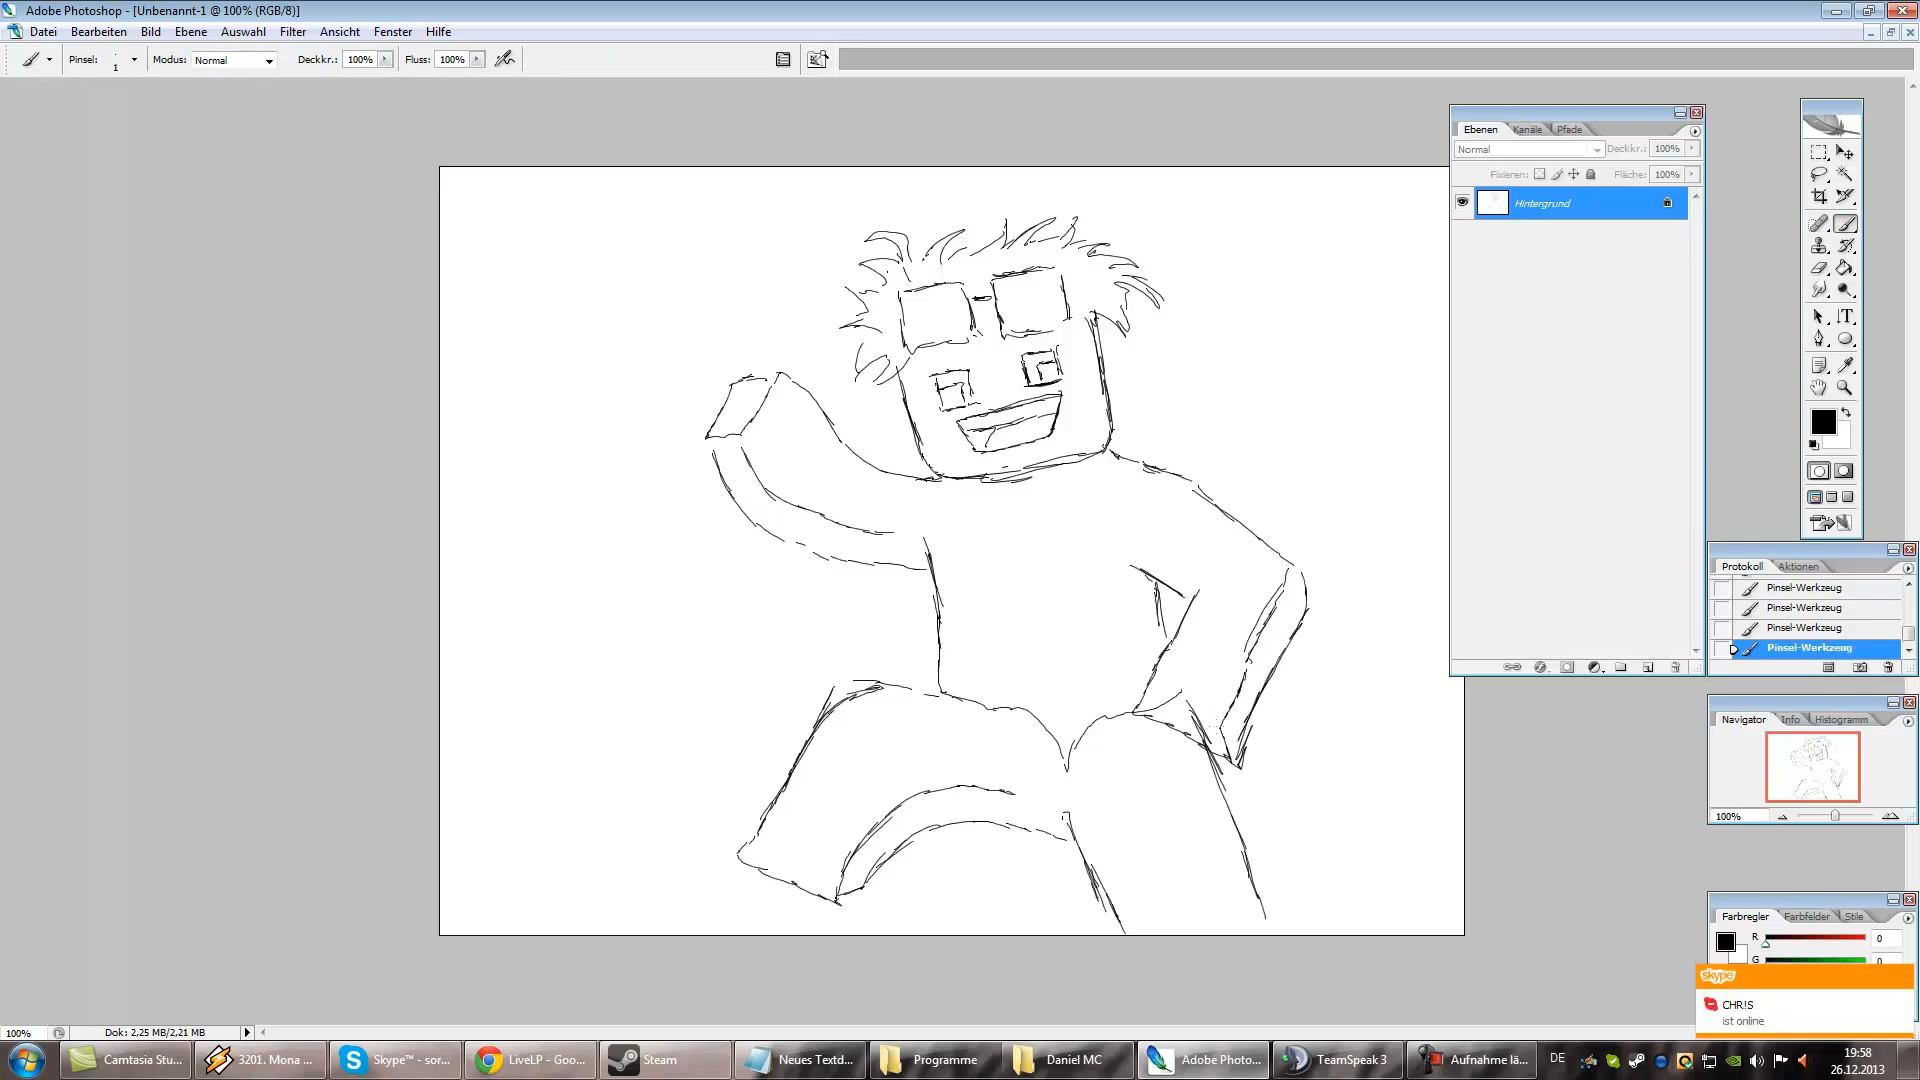 Adobe Photoshop - [Unbenannt-1 @ 100% (RGB/8)]
Datei Bearbeiten Bild Ebene Auswahl Filter Ansicht Fenster Hilfe
Pinsel: 1 Modus: Normal Deckkr.: 100% Fluss: 100%
Ebenen Kanäle Pfade
Normal Deckkr.: 100%
Fixieren: Fläche: 100%
Hintergrund
Protokoll Aktionen
Pinsel-Werkzeug
Pinsel-Werkzeug
Pinsel-Werkzeug
Pinsel-Werkzeug
Navigator Info Histogramm
100%
Farbregler Farbfelder Stile
R 0
G 0
skype
CHR!S
ist online
100% Dok: 2,25 MB/2,21 MB
Camtasia Stu... 3201. Mona ... Skype™ - sor... LiveLP - Goo... Steam Neues Textd... Programme Daniel MC Adobe Photo... TeamSpeak 3 Aufnahme lä... DE 19:58
26.12.2013